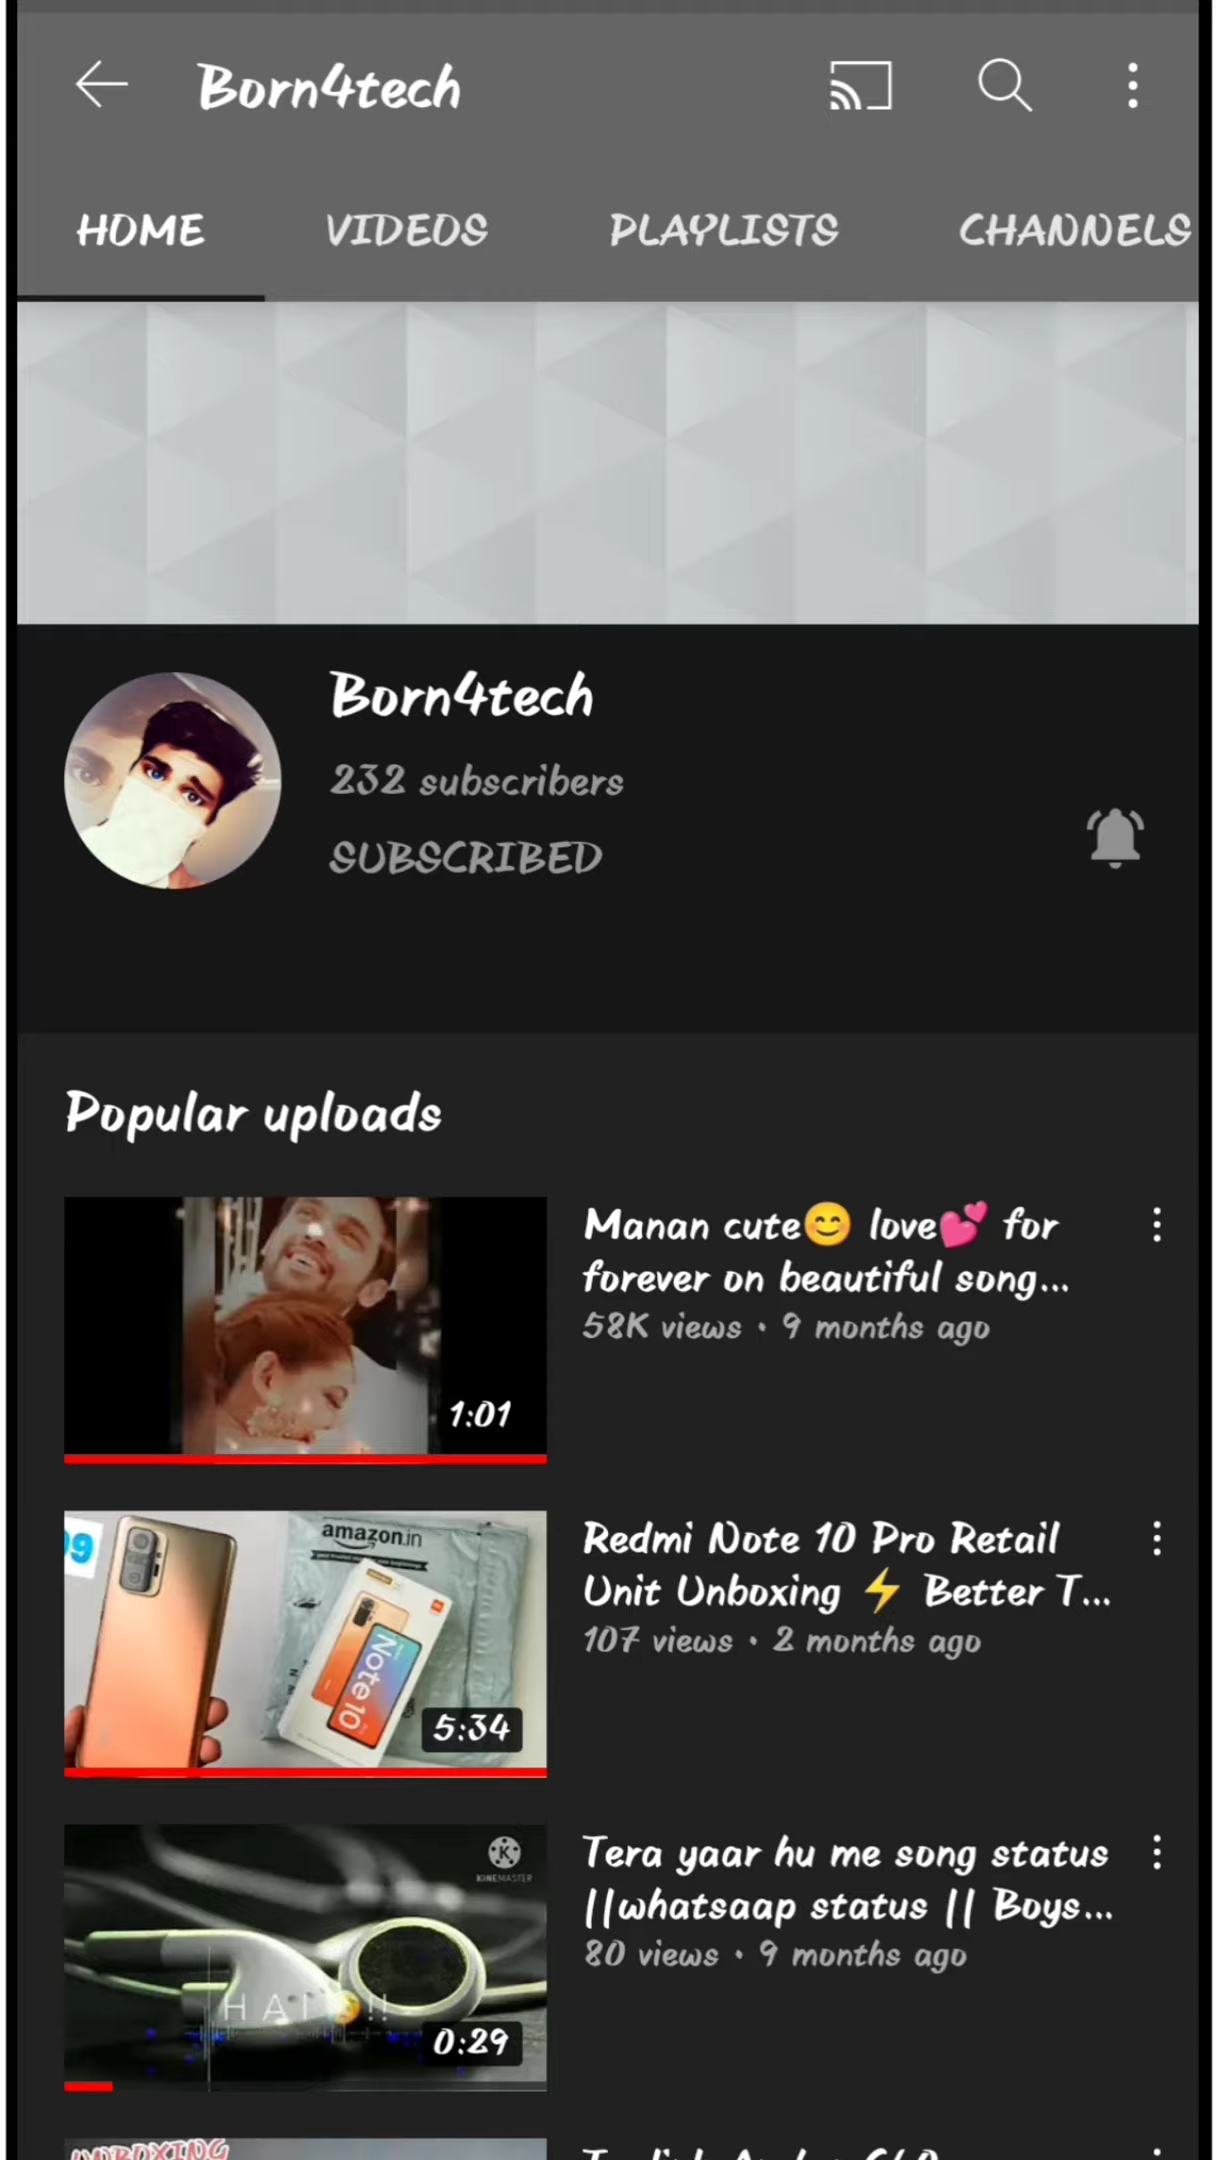 Born4tech
HOME VIDEOS PLAYLISTS CHANNELS
Born4tech
232 subscribers
SUBSCRIBED
Popular uploads
Manan cute😊 love💕 for
forever on beautiful song...
58K views • 9 months ago
1:01
Redmi Note 10 Pro Retail
Unit Unboxing ⚡ Better T...
107 views • 2 months ago
amazon.in
Note 10
5:34
Tera yaar hu me song status
||whatsaap status || Boys...
80 views • 9 months ago
KINEMASTER
0:29
UNBOXING